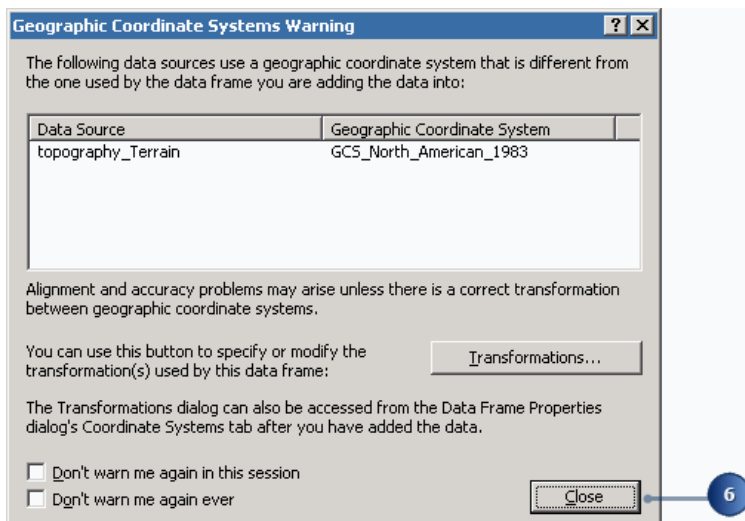 Geographic Coordinate Systems Warning
The following data sources use a geographic coordinate system that is different from
the one used by the data frame you are adding the data into:
Data Source Geographic Coordinate System
topography_Terrain GCS_North_American_1983
Alignment and accuracy problems may arise unless there is a correct transformation
between geographic coordinate systems.
You can use this button to specify or modify the
transformation(s) used by this data frame:
Transformations...
The Transformations dialog can also be accessed from the Data Frame Properties
dialog's Coordinate Systems tab after you have added the data.
Don't warn me again in this session
Don't warn me again ever
Close
6